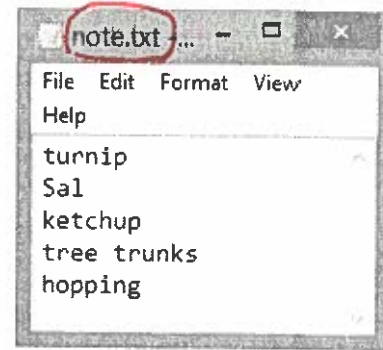 note.txt - ...
File Edit Format View
Help
turnip
Sal
ketchup
tree trunks
hopping